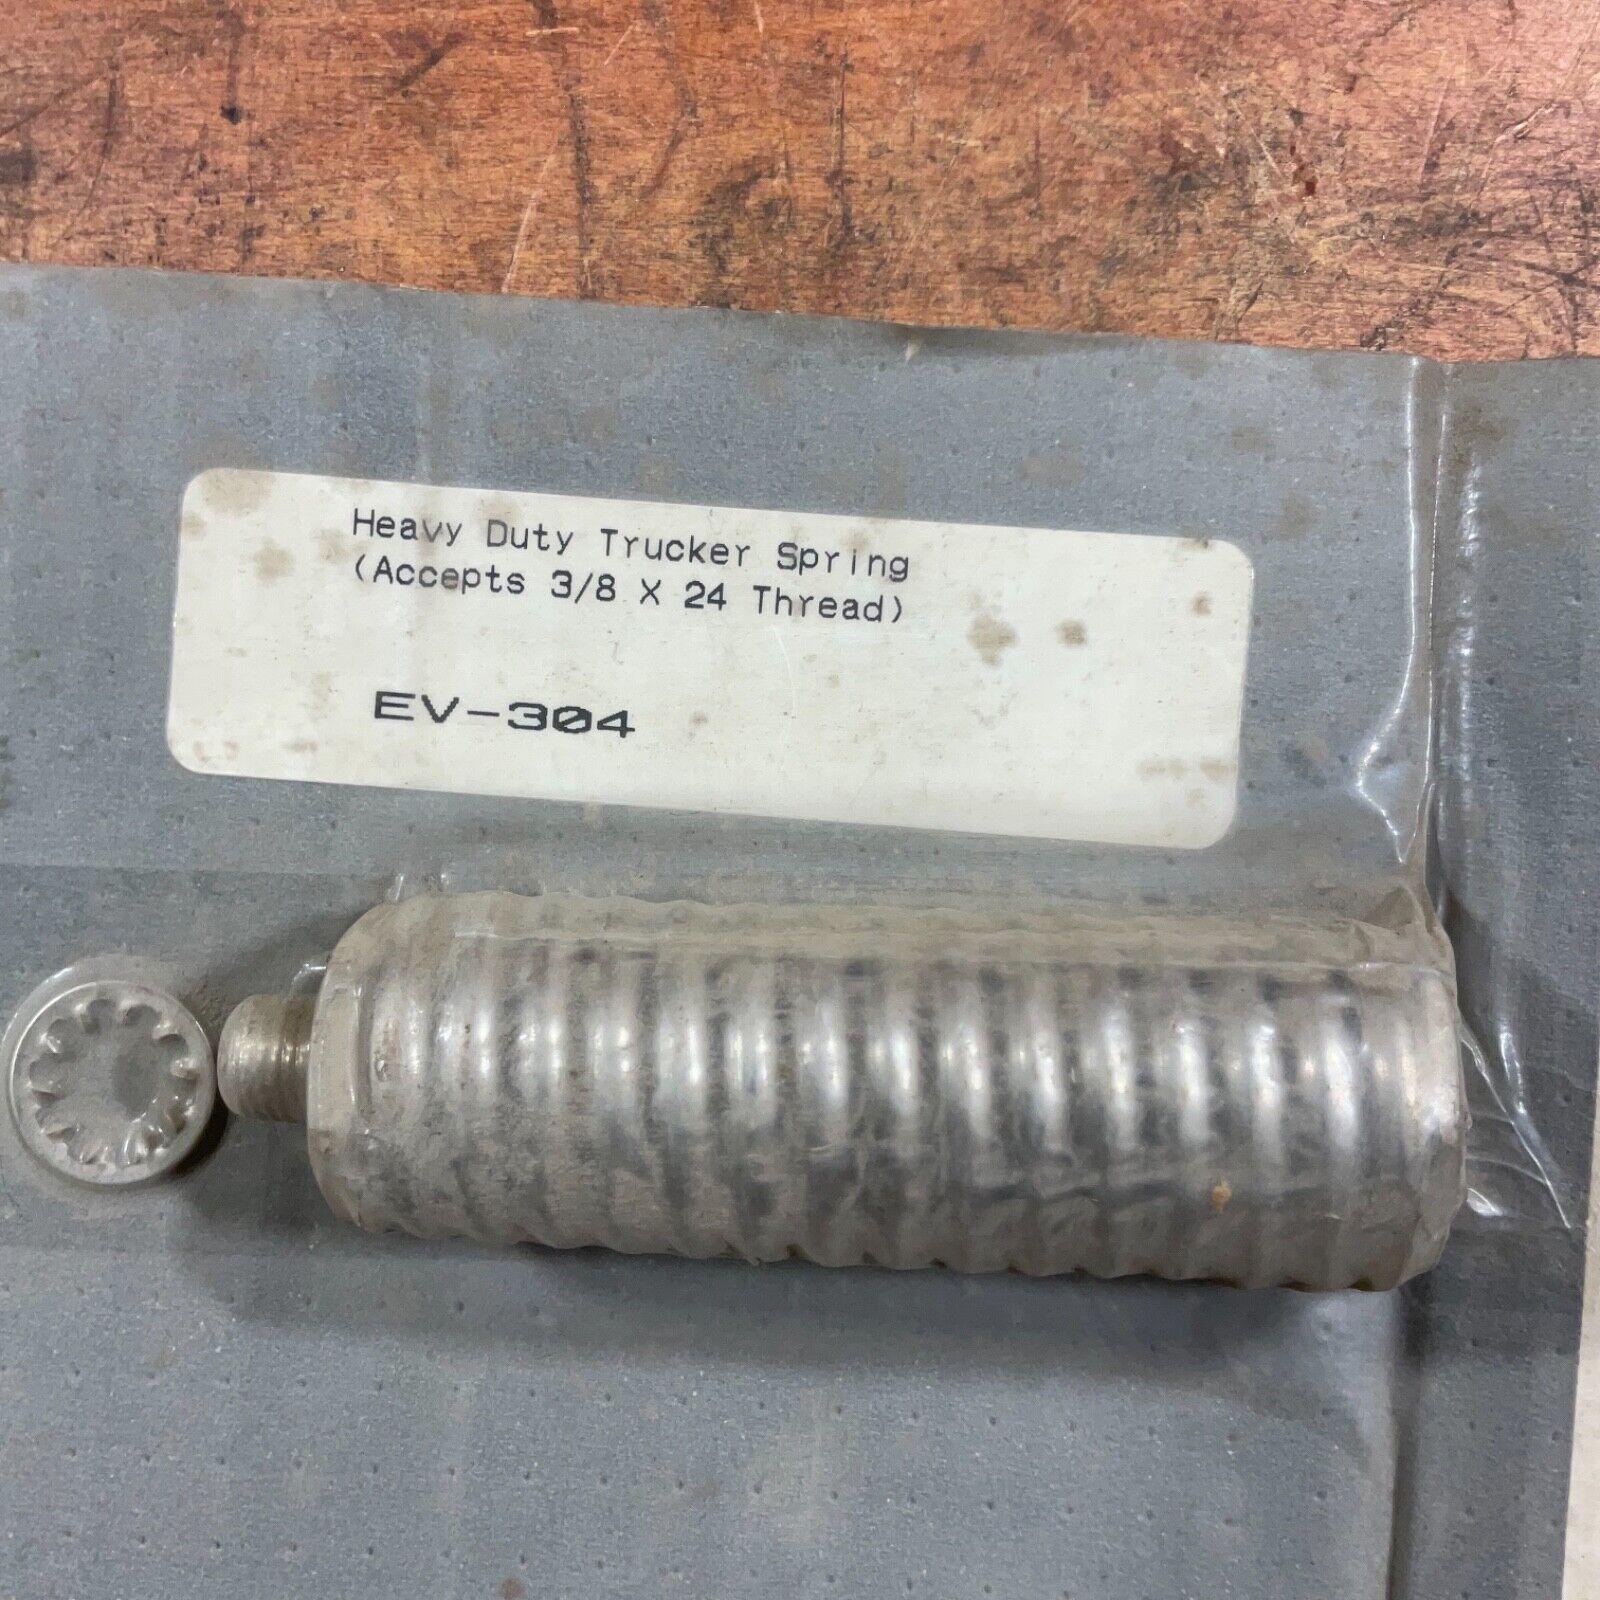 Heavy Duty Trucker Spring
(Accepts 3/8 X 24 Thread)
EV-304